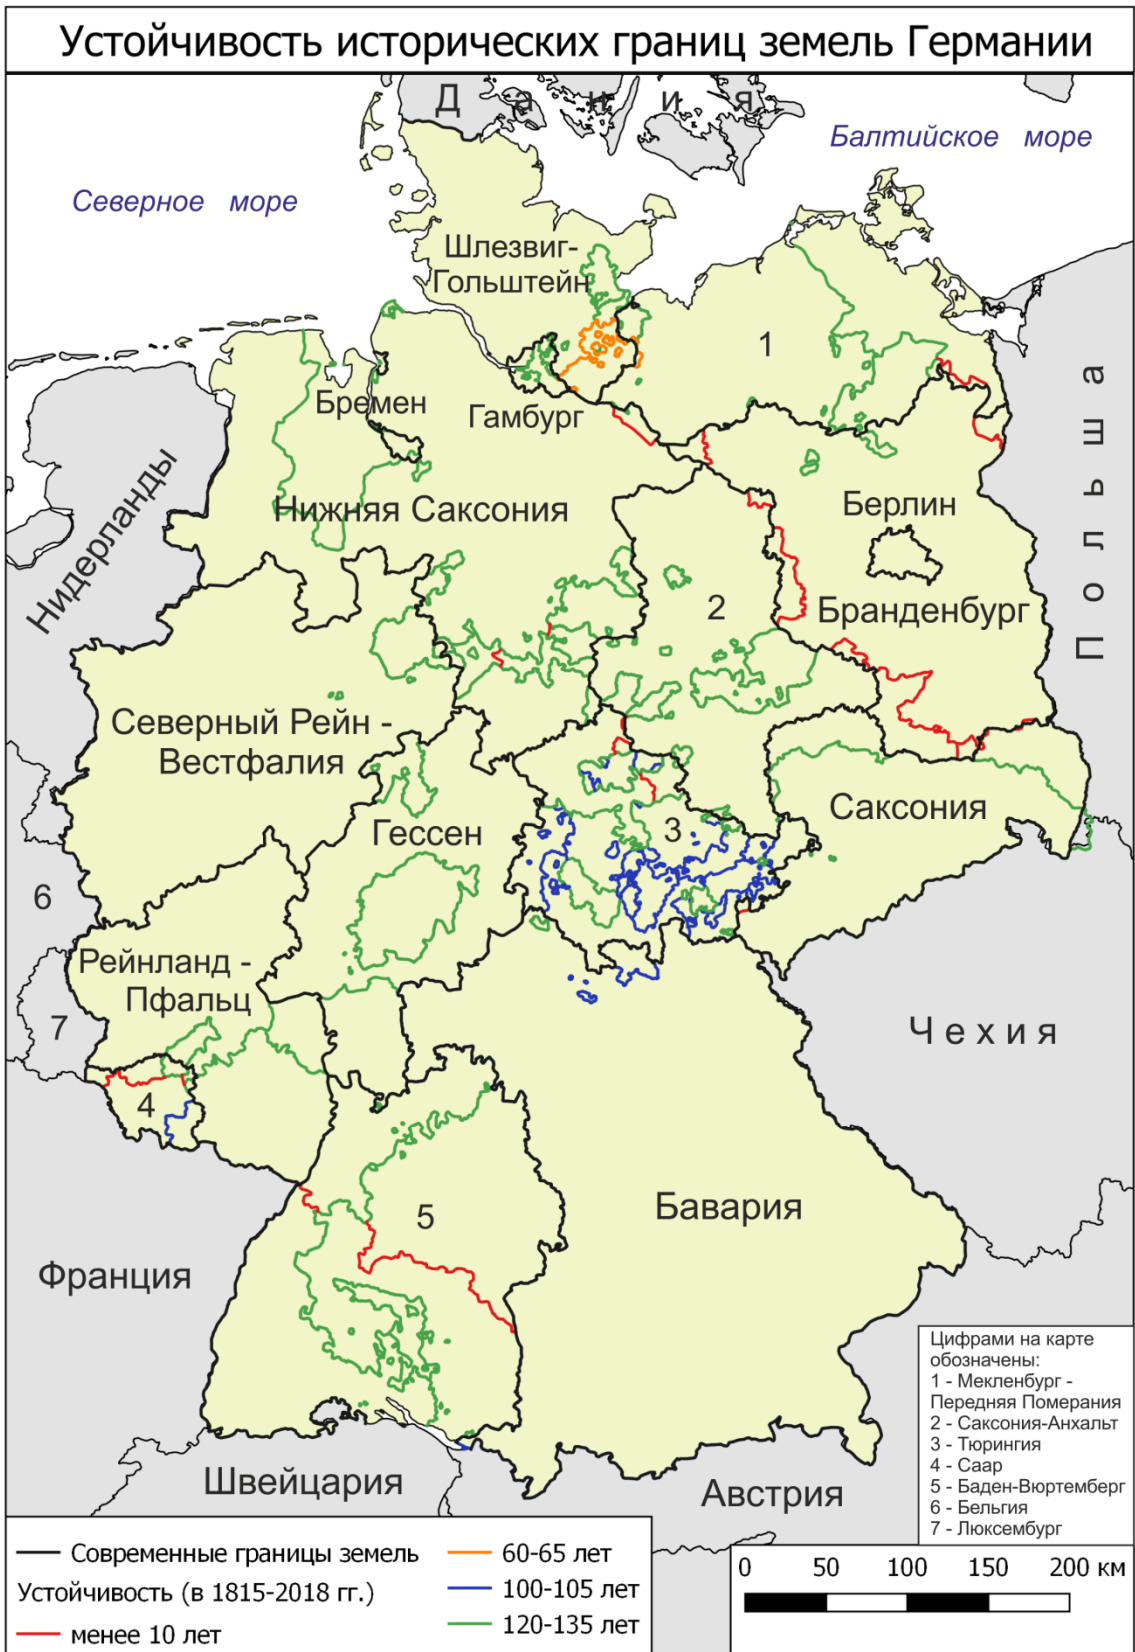 Устойчивость исторических границ земель Германии
Дания
Балтийское море
Северное море
Шлезвиг-
Гольштейн
1
Бремен
Гамбург
Польша
Нидерланды
Нижняя Саксония
Берлин
2
Бранденбург
Северный Рейн -
Вестфалия
Саксония
Гессен
3
6
Рейнланд -
Пфальц
7
Чехия
4
5
Бавария
Франция
Швейцария
Австрия
Цифрами на карте
обозначены:
1 - Мекленбург -
Передняя Померания
2 - Саксония-Анхальт
3 - Тюрингия
4 - Саар
5 - Баден-Вюртемберг
6 - Бельгия
7 - Люксембург
Современные границы земель
Устойчивость (в 1815-2018 гг.)
менее 10 лет
60-65 лет
100-105 лет
120-135 лет
0 50 100 150 200 км